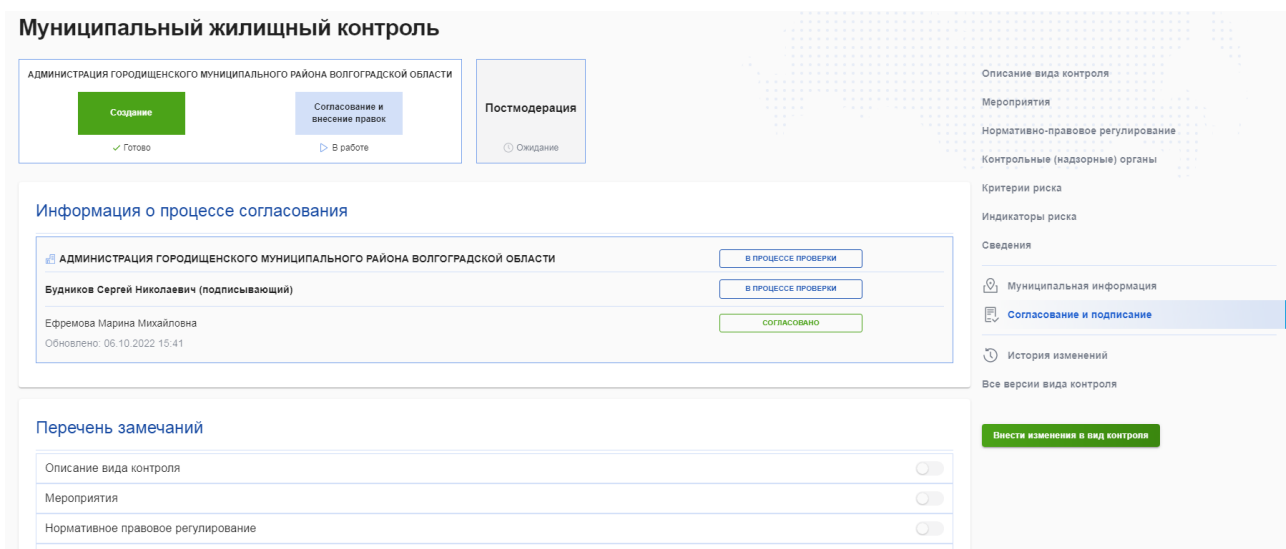 Муниципальный жилищный контроль
АДМИНИСТРАЦИЯ ГОРОДИЩЕНСКОГО МУНИЦИПАЛЬНОГО РАЙОНА ВОЛГОГРАДСКОЙ ОБЛАСТИ
Создание
Готово
Согласование и
внесение правок
В работе
Постмодерация
Ожидание
Информация о процессе согласования
АДМИНИСТРАЦИЯ ГОРОДИЩЕНСКОГО МУНИЦИПАЛЬНОГО РАЙОНА ВОЛГОГРАДСКОЙ ОБЛАСТИ
В ПРОЦЕССЕ ПРОВЕРКИ
Будников Сергей Николаевич (подписывающий)
В ПРОЦЕССЕ ПРОВЕРКИ
Ефремова Марина Михайловна
СОГЛАСОВАНО
Обновлено: 06.10.2022 15:41
Перечень замечаний
Описание вида контроля
Мероприятия
Нормативное правовое регулирование
Описание вида контроля
Мероприятия
Нормативно-правовое регулирование
Контрольные (надзорные) органы
Критерии риска
Индикаторы риска
Сведения
Муниципальная информация
Согласование и подписание
История изменений
Все версии вида контроля
Внести изменения в вид контроля